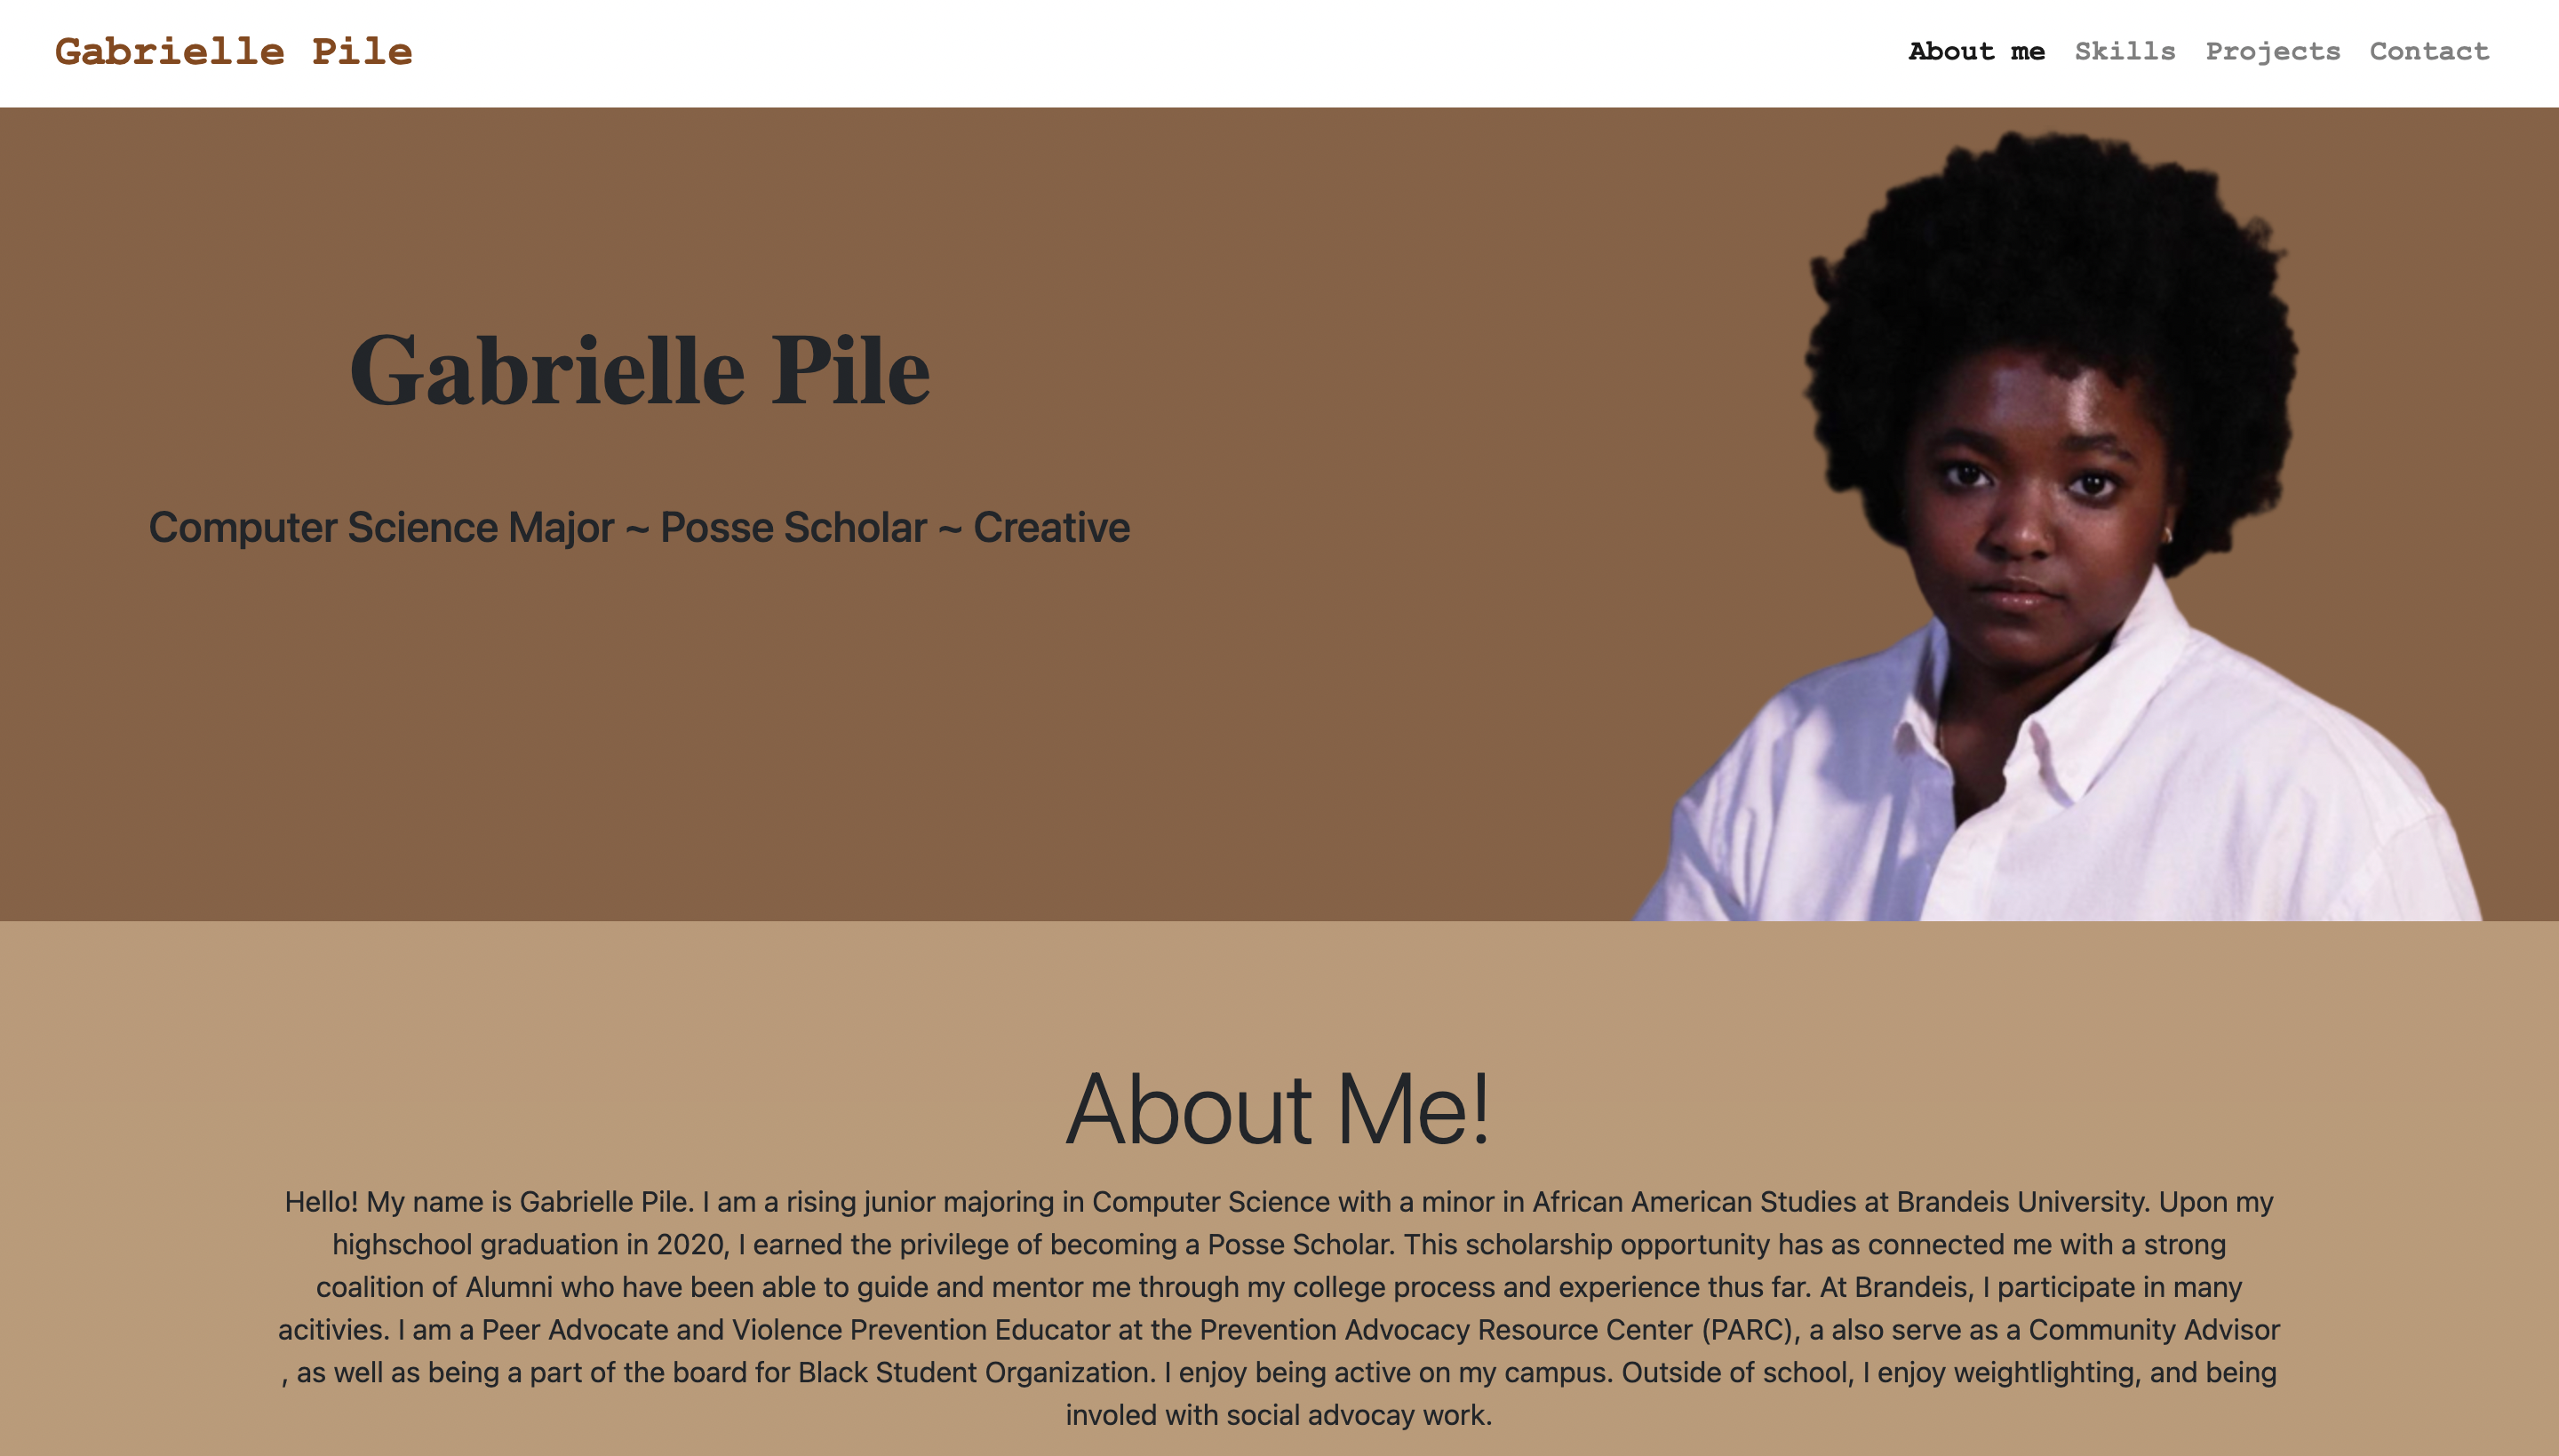 Gabrielle Pile
About me Skills Projects Contact
Gabrielle Pile
Computer Science Major ~ Posse Scholar ~ Creative
About Me!
Hello! My name is Gabrielle Pile. I am a rising junior majoring in Computer Science with a minor in African American Studies at Brandeis University. Upon my
highschool graduation in 2020, I earned the privilege of becoming a Posse Scholar. This scholarship opportunity has as connected me with a strong
coalition of Alumni who have been able to guide and mentor me through my college process and experience thus far. At Brandeis, I participate in many
acitivies. I am a Peer Advocate and Violence Prevention Educator at the Prevention Advocacy Resource Center (PARC), a also serve as a Community Advisor
, as well as being a part of the board for Black Student Organization. I enjoy being active on my campus. Outside of school, I enjoy weightlighting, and being
involed with social advocay work.